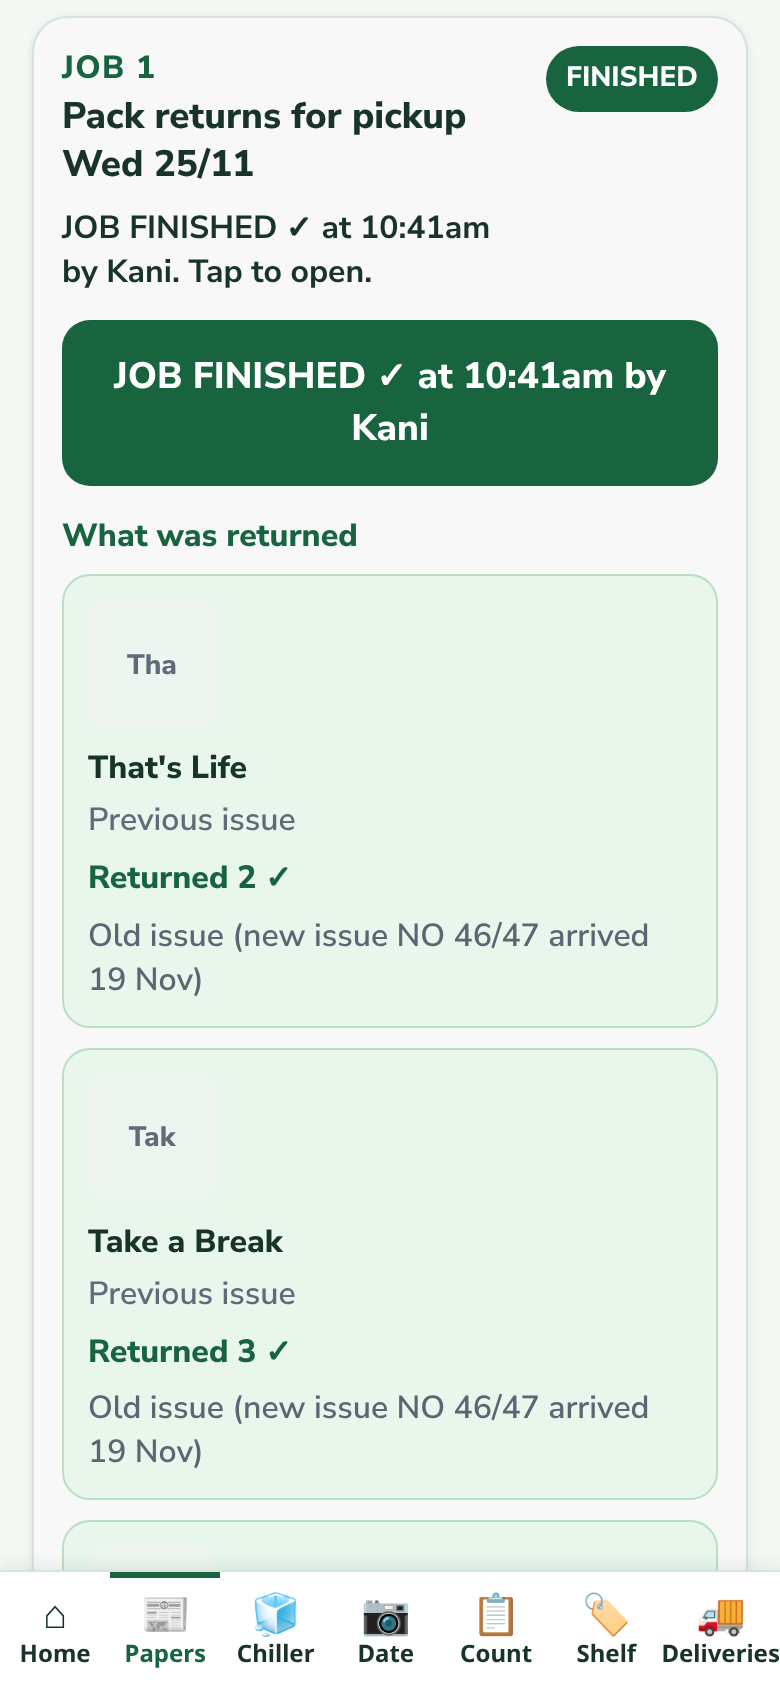 JOB 1
FINISHED
Pack returns for pickup
Wed 25/11
JOB FINISHED ✓ at 10:41am
by Kani. Tap to open.
JOB FINISHED ✓ at 10:41am by
Kani
What was returned
Tha
That's Life
Previous issue
Returned 2 ✓
Old issue (new issue NO 46/47 arrived
19 Nov)
Tak
Take a Break
Previous issue
Returned 3 ✓
Old issue (new issue NO 46/47 arrived
19 Nov)
Home Papers Chiller Date Count Shelf Deliveries